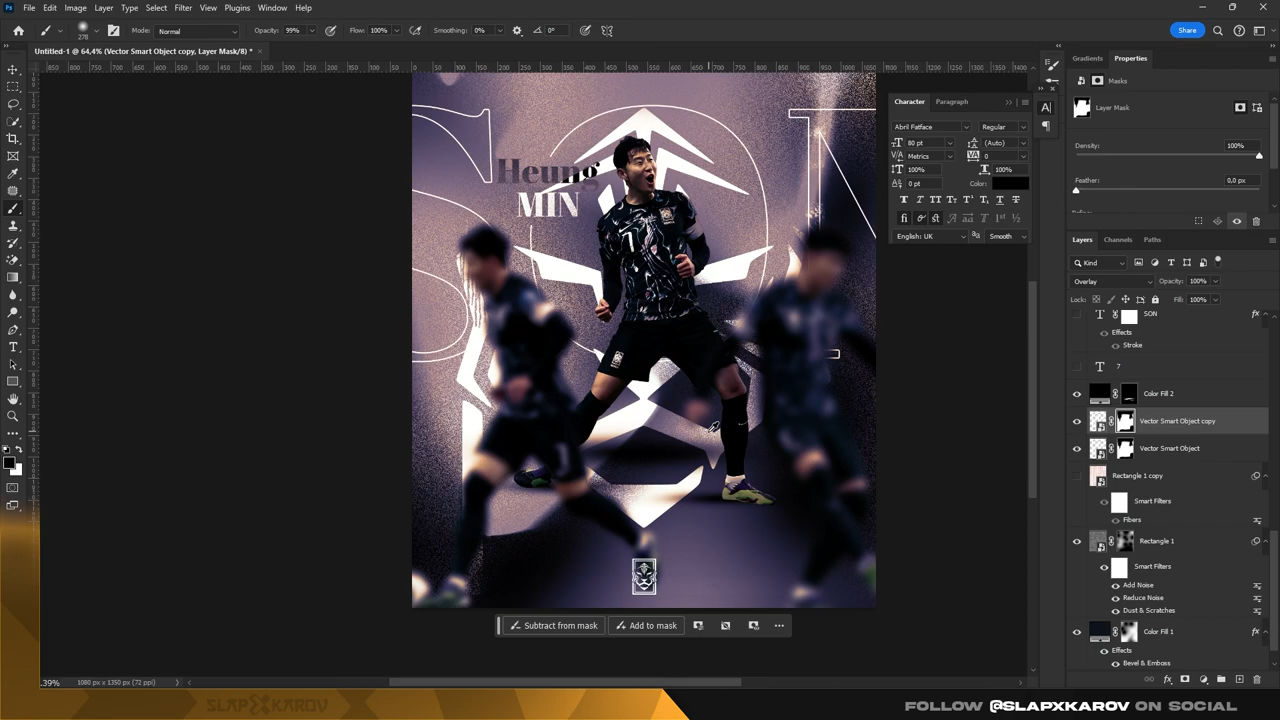 File Edit Image Layer Type Select Filter View Plugins Window Help
278 Mode: Normal Opacity: 99% Flow: 100% Smoothing: 0% 0° Share
Untitled-1 @ 64,4% (Vector Smart Object copy, Layer Mask/8) *
Gradients Properties
Masks
Layer Mask
Density: 100%
Feather: 0,0 px
Character Paragraph
Abril Fatface Regular
80 pt (Auto)
Metrics 0
100% 100%
0 pt Color:
English: UK Smooth
Heung
MIN
7
Layers Channels Paths
Kind
Overlay Opacity: 100%
Lock: Fill: 100%
SON
Effects
Stroke
7
Color Fill 2
Vector Smart Object copy
Vector Smart Object
Rectangle 1 copy
Smart Filters
Fibers
Rectangle 1
Smart Filters
Add Noise
Reduce Noise
Dust & Scratches
Color Fill 1
Effects
Bevel & Emboss
Subtract from mask Add to mask
.39% 1080 px x 1350 px (72 ppi)
SLAPXKAROV
FOLLOW @SLAPXKAROV ON SOCIAL